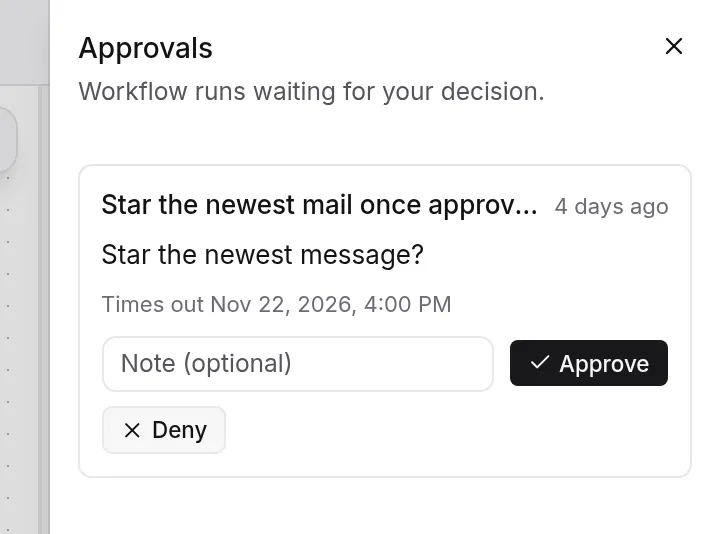 Approvals
Workflow runs waiting for your decision.
Star the newest mail once approv... 4 days ago
Star the newest message?
Times out Nov 22, 2026, 4:00 PM
Note (optional) Approve
Deny